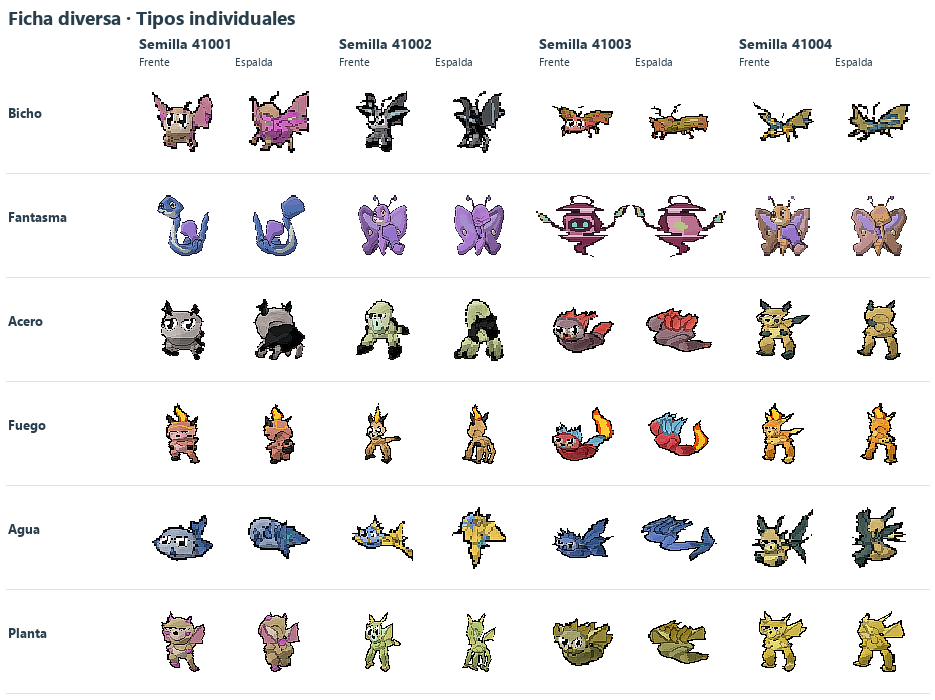 Ficha diversa · Tipos individuales
Semilla 41001 Semilla 41002 Semilla 41003 Semilla 41004
Frente Espalda Frente Espalda Frente Espalda Frente Espalda
Bicho
Fantasma
Acero
Fuego
Agua
Planta